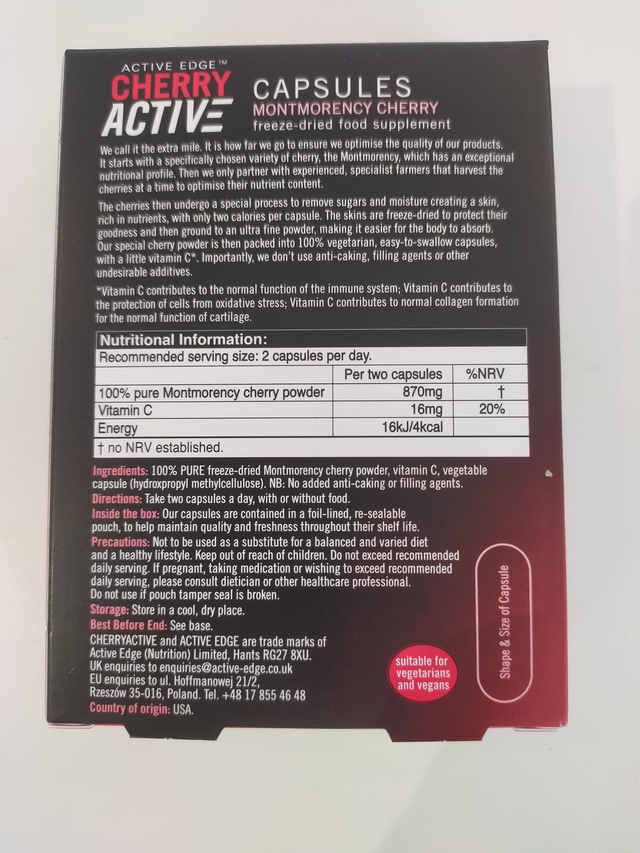 ACTIVE EDGE™
CHERRY
ACTIVE
CAPSULES
MONTMORENCY CHERRY
freeze-dried food supplement
We call it the extra mile. It is how far we go to ensure we optimise the quality of our products.
It starts with a specifically chosen variety of cherry, the Montmorency, which has an exceptional
nutritional profile. Then we only partner with experienced, specialist farmers that harvest the
cherries at a time to optimise their nutrient content.
The cherries then undergo a special process to remove sugars and moisture creating a skin,
rich in nutrients, with only two calories per capsule. The skins are freeze-dried to protect their
goodness and then ground to an ultra fine powder, making it easier for the body to absorb.
Our special cherry powder is then packed into 100% vegetarian, easy-to-swallow capsules,
with a little vitamin C*. Importantly, we don't use anti-caking, filling agents or other
undesirable additives.
*Vitamin C contributes to the normal function of the immune system; Vitamin C contributes to
the protection of cells from oxidative stress; Vitamin C contributes to normal collagen formation
for the normal function of cartilage.
Nutritional Information:
Recommended serving size: 2 capsules per day.
Per two capsules %NRV
100% pure Montmorency cherry powder 870mg †
Vitamin C 16mg 20%
Energy 16kJ/4kcal
† no NRV established.
Ingredients: 100% PURE freeze-dried Montmorency cherry powder, vitamin C, vegetable
capsule (hydroxpropyl methylcellulose). NB: No added anti-caking or filling agents.
Directions: Take two capsules a day, with or without food.
Inside the box: Our capsules are contained in a foil-lined, re-sealable
pouch, to help maintain quality and freshness throughout their shelf life.
Precautions: Not to be used as a substitute for a balanced and varied diet
and a healthy lifestyle. Keep out of reach of children. Do not exceed recommended
daily serving. If pregnant, taking medication or wishing to exceed recommended
daily serving, please consult dietician or other healthcare professional.
Do not use if pouch tamper seal is broken.
Storage: Store in a cool, dry place.
Best Before End: See base.
CHERRYACTIVE and ACTIVE EDGE are trade marks of
Active Edge (Nutrition) Limited, Hants RG27 8XU.
UK enquiries to enquiries@active-edge.co.uk
EU enquiries to ul. Hoffmanowej 21/2,
Rzeszów 35-016, Poland. Tel. +48 17 855 46 48
Country of origin: USA.
suitable for
vegetarians
and vegans
Shape & Size of Capsule